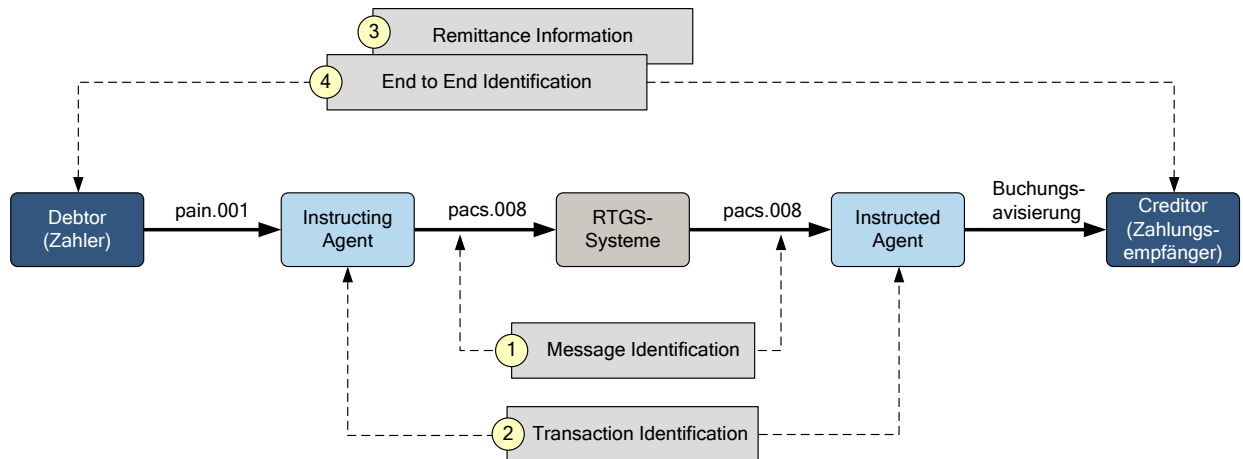 3
Remittance Information
4
End to End Identification
Debtor
(Zahler)
pain.001
Instructing
Agent
pacs.008
RTGS-
Systeme
pacs.008
Instructed
Agent
Buchungs-
avisierung
Creditor
(Zahlungs-
empfänger)
1
Message Identification
2
Transaction Identification